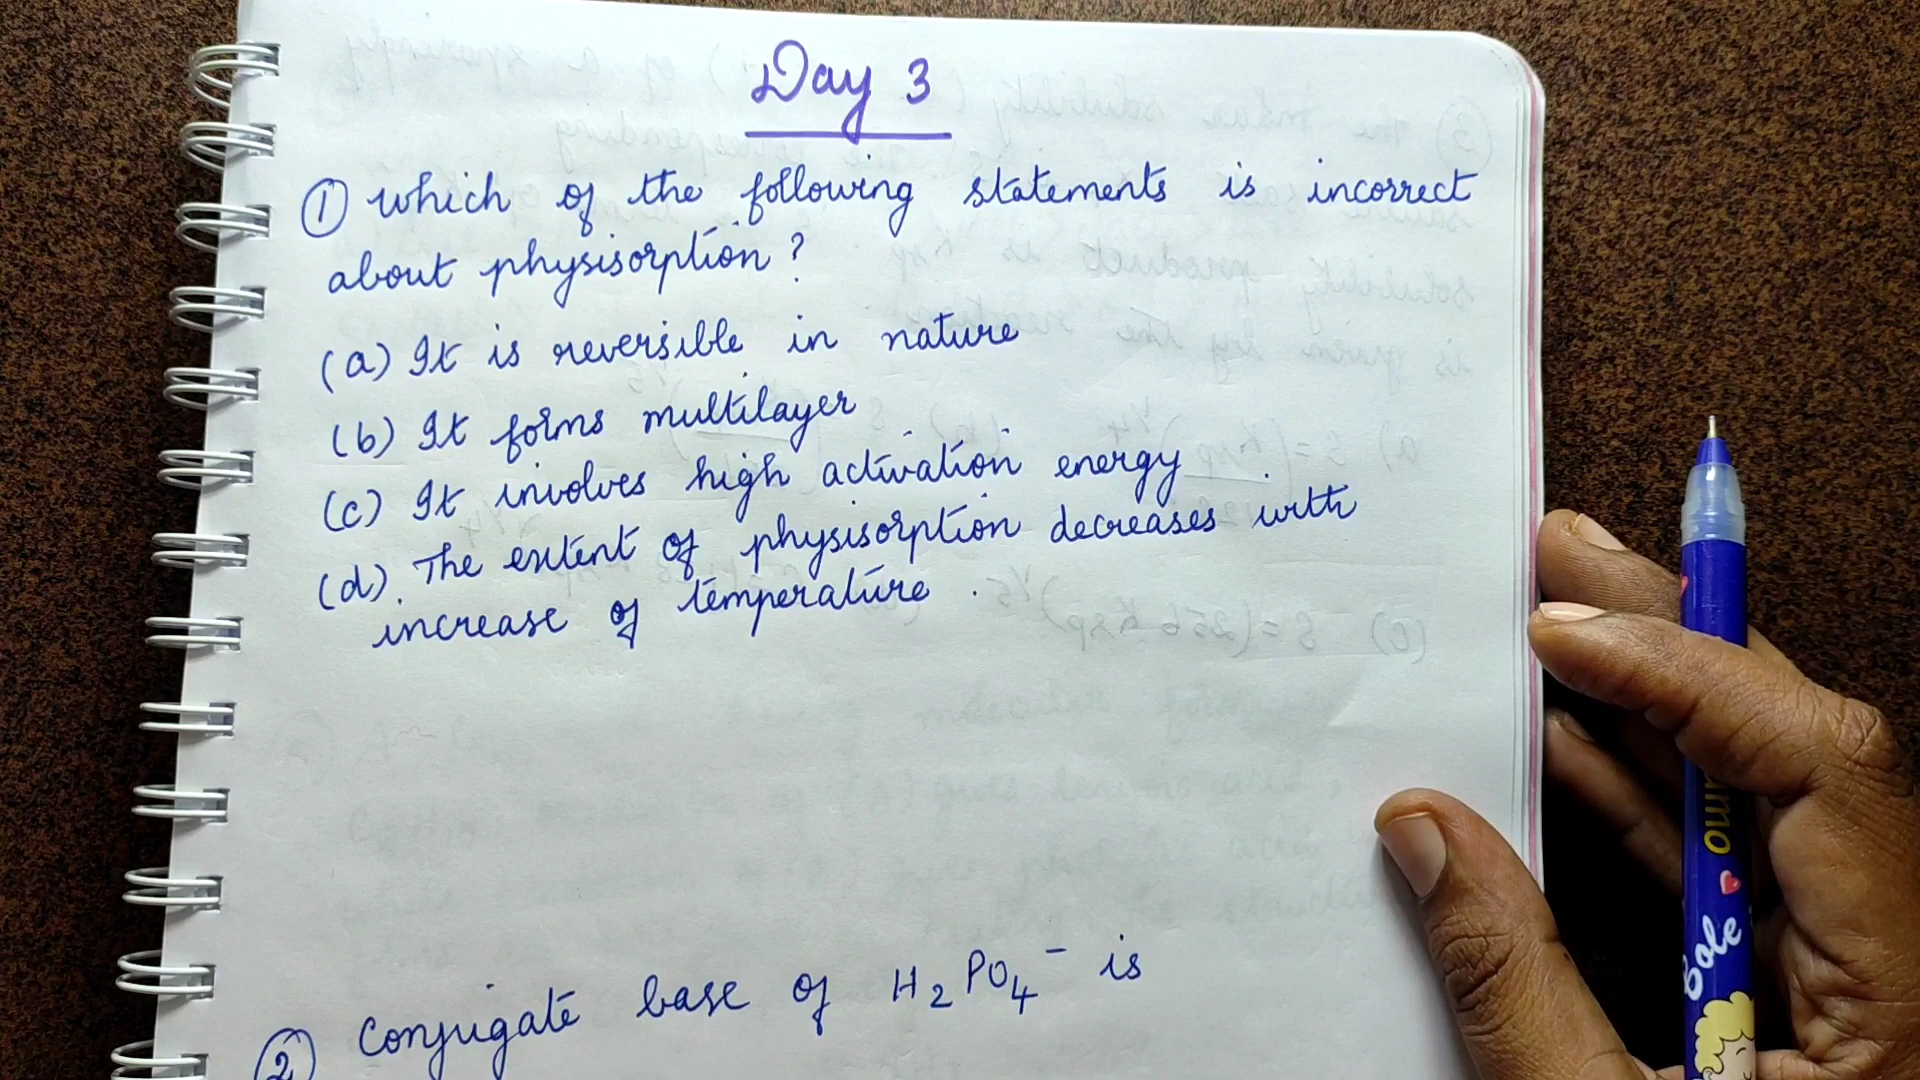 Day 3
① Which of the following statements is incorrect
about physisorption?
(a) It is reversible in nature
(b) It forms multilayer
(c) It involves high activation energy
(d) The extent of physisorption decreases with
increase of temperature.
② Conjugate base of H₂PO₄⁻ is
Bole